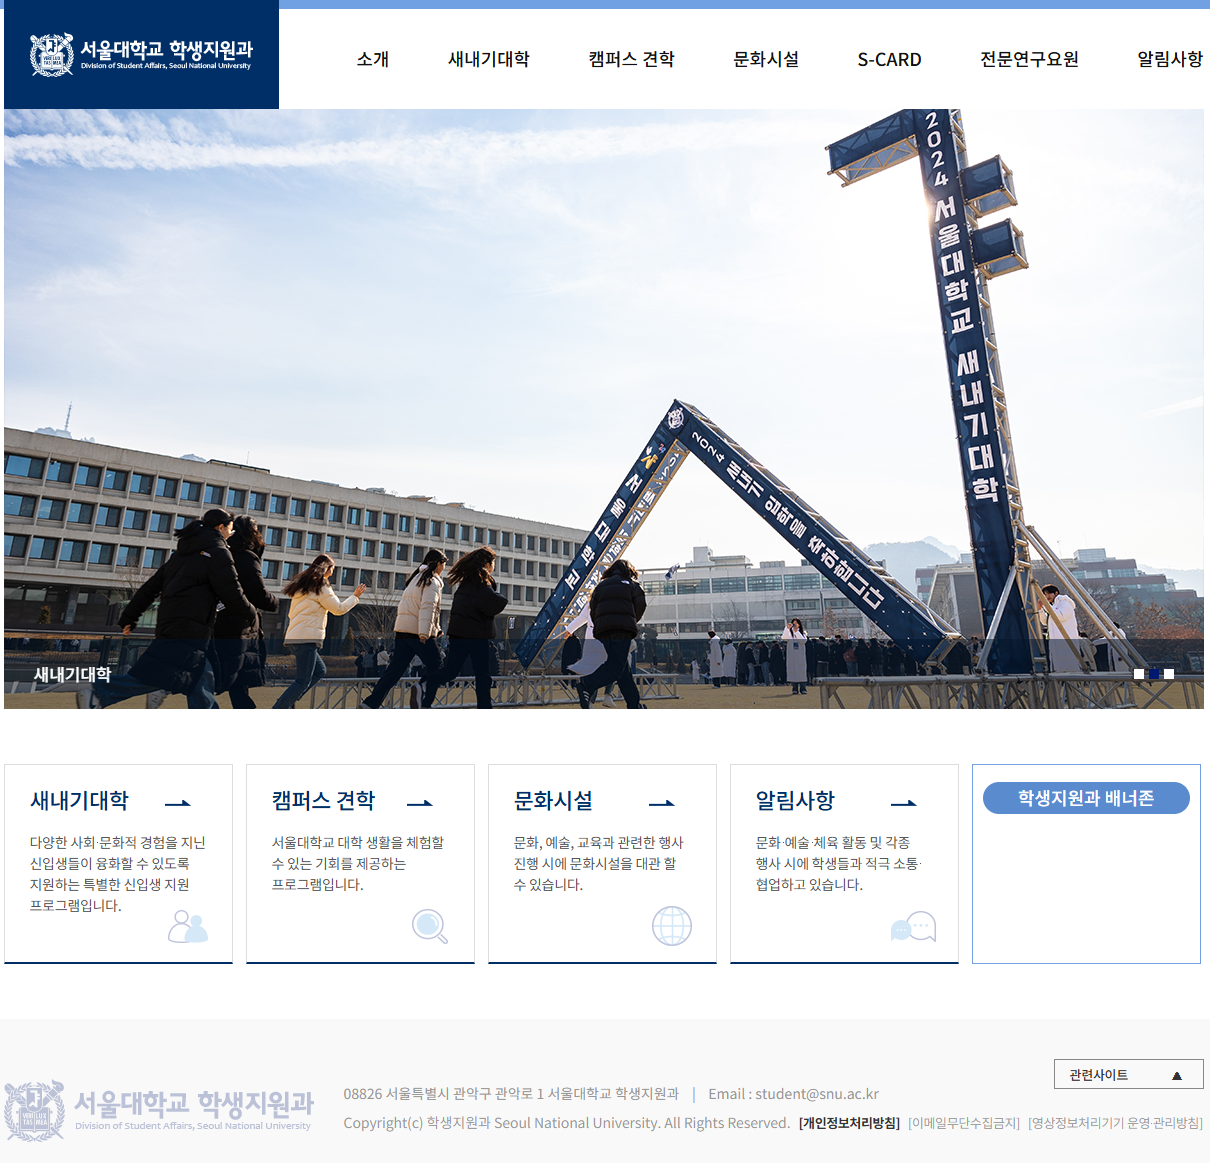 서울대학교 학생지원과
Division of Student Affairs, Seoul National University
소개 새내기대학 캠퍼스 견학 문화시설 S-CARD 전문연구요원 알림사항
2024 서울대학교 새내기대학
2024 새내기 입학을 축하합니다
새내기대학
새내기대학
다양한 사회·문화적 경험을 지닌
신입생들이 융화할 수 있도록
지원하는 특별한 신입생 지원
프로그램입니다.
캠퍼스 견학
서울대학교 대학 생활을 체험할
수 있는 기회를 제공하는
프로그램입니다.
문화시설
문화, 예술, 교육과 관련한 행사
진행 시에 문화시설을 대관 할
수 있습니다.
알림사항
문화·예술·체육 활동 및 각종
행사 시에 학생들과 적극 소통·
협업하고 있습니다.
학생지원과 배너존
관련사이트 ▲
서울대학교 학생지원과
Division of Student Affairs, Seoul National University
08826 서울특별시 관악구 관악로 1 서울대학교 학생지원과 | Email : student@snu.ac.kr
Copyright(c) 학생지원과 Seoul National University. All Rights Reserved. [개인정보처리방침] [이메일무단수집금지] [영상정보처리기기 운영·관리방침]